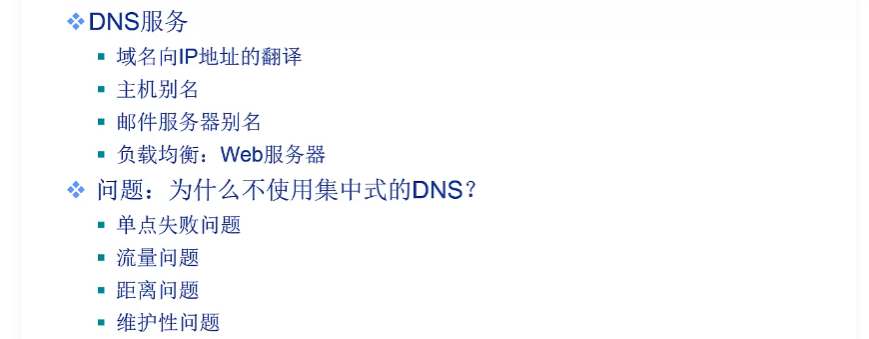 DNS服务
域名向IP地址的翻译
主机别名
邮件服务器别名
负载均衡：Web服务器
问题：为什么不使用集中式的DNS？
单点失败问题
流量问题
距离问题
维护性问题